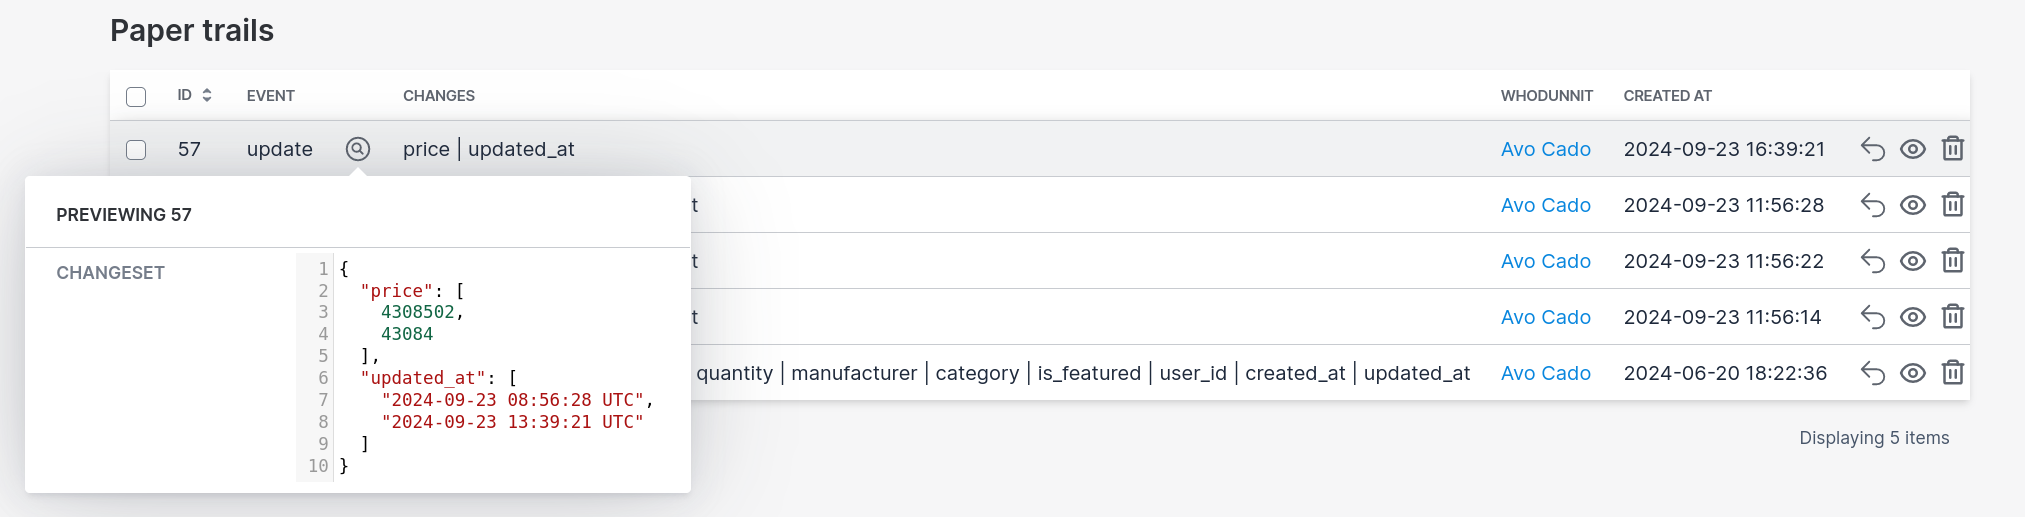 Paper trails
ID EVENT CHANGES WHODUNNIT CREATED AT
57 update price | updated_at Avo Cado 2024-09-23 16:39:21
t Avo Cado 2024-09-23 11:56:28
t Avo Cado 2024-09-23 11:56:22
t Avo Cado 2024-09-23 11:56:14
quantity | manufacturer | category | is_featured | user_id | created_at | updated_at Avo Cado 2024-06-20 18:22:36
Displaying 5 items
PREVIEWING 57
CHANGESET
1 {
2 "price": [
3 4308502,
4 43084
5 ],
6 "updated_at": [
7 "2024-09-23 08:56:28 UTC",
8 "2024-09-23 13:39:21 UTC"
9 ]
10 }